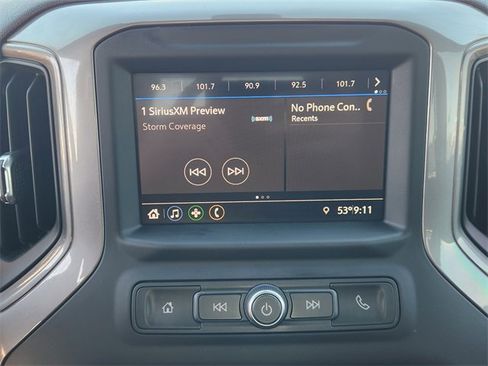 96.3 101.7 90.9 92.5 101.7
1 SiriusXM Preview
Storm Coverage
sxm
No Phone Con..
Recents
53° 9:11